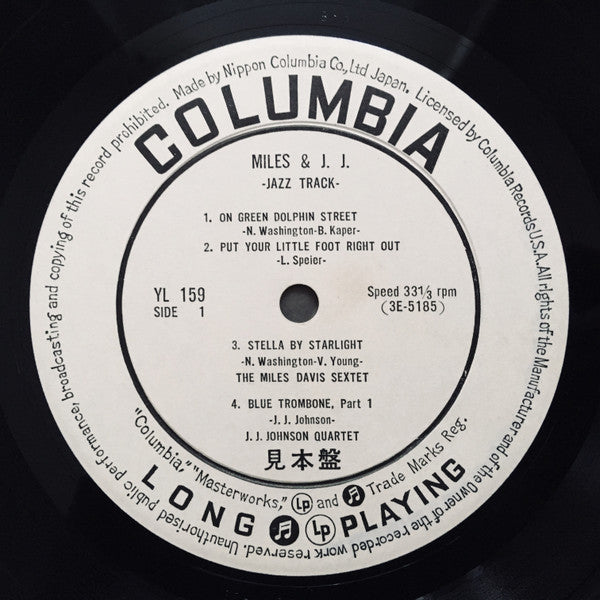 Made by Nippon Columbia Co., Ltd Japan. Licensed by Columbia Records U.S.A. All rights of the Manufacturer and of the Owner of the recorded work reserved. Unauthorised public performance, broadcasting and copying of this record prohibited.
COLUMBIA
MILES & J. J.
-JAZZ TRACK-
1. ON GREEN DOLPHIN STREET
-N. Washington-B. Kaper-
2. PUT YOUR LITTLE FOOT RIGHT OUT
-L. Speier-
YL 159
SIDE 1
Speed 33⅓ rpm
(3E-5185)
3. STELLA BY STARLIGHT
-N. Washington-V. Young-
THE MILES DAVIS SEXTET
4. BLUE TROMBONE, Part 1
-J. J. Johnson-
J. J. JOHNSON QUARTET
見本盤
"Columbia," "Masterworks," Lp and Trade Marks Reg.
LONG Lp PLAYING